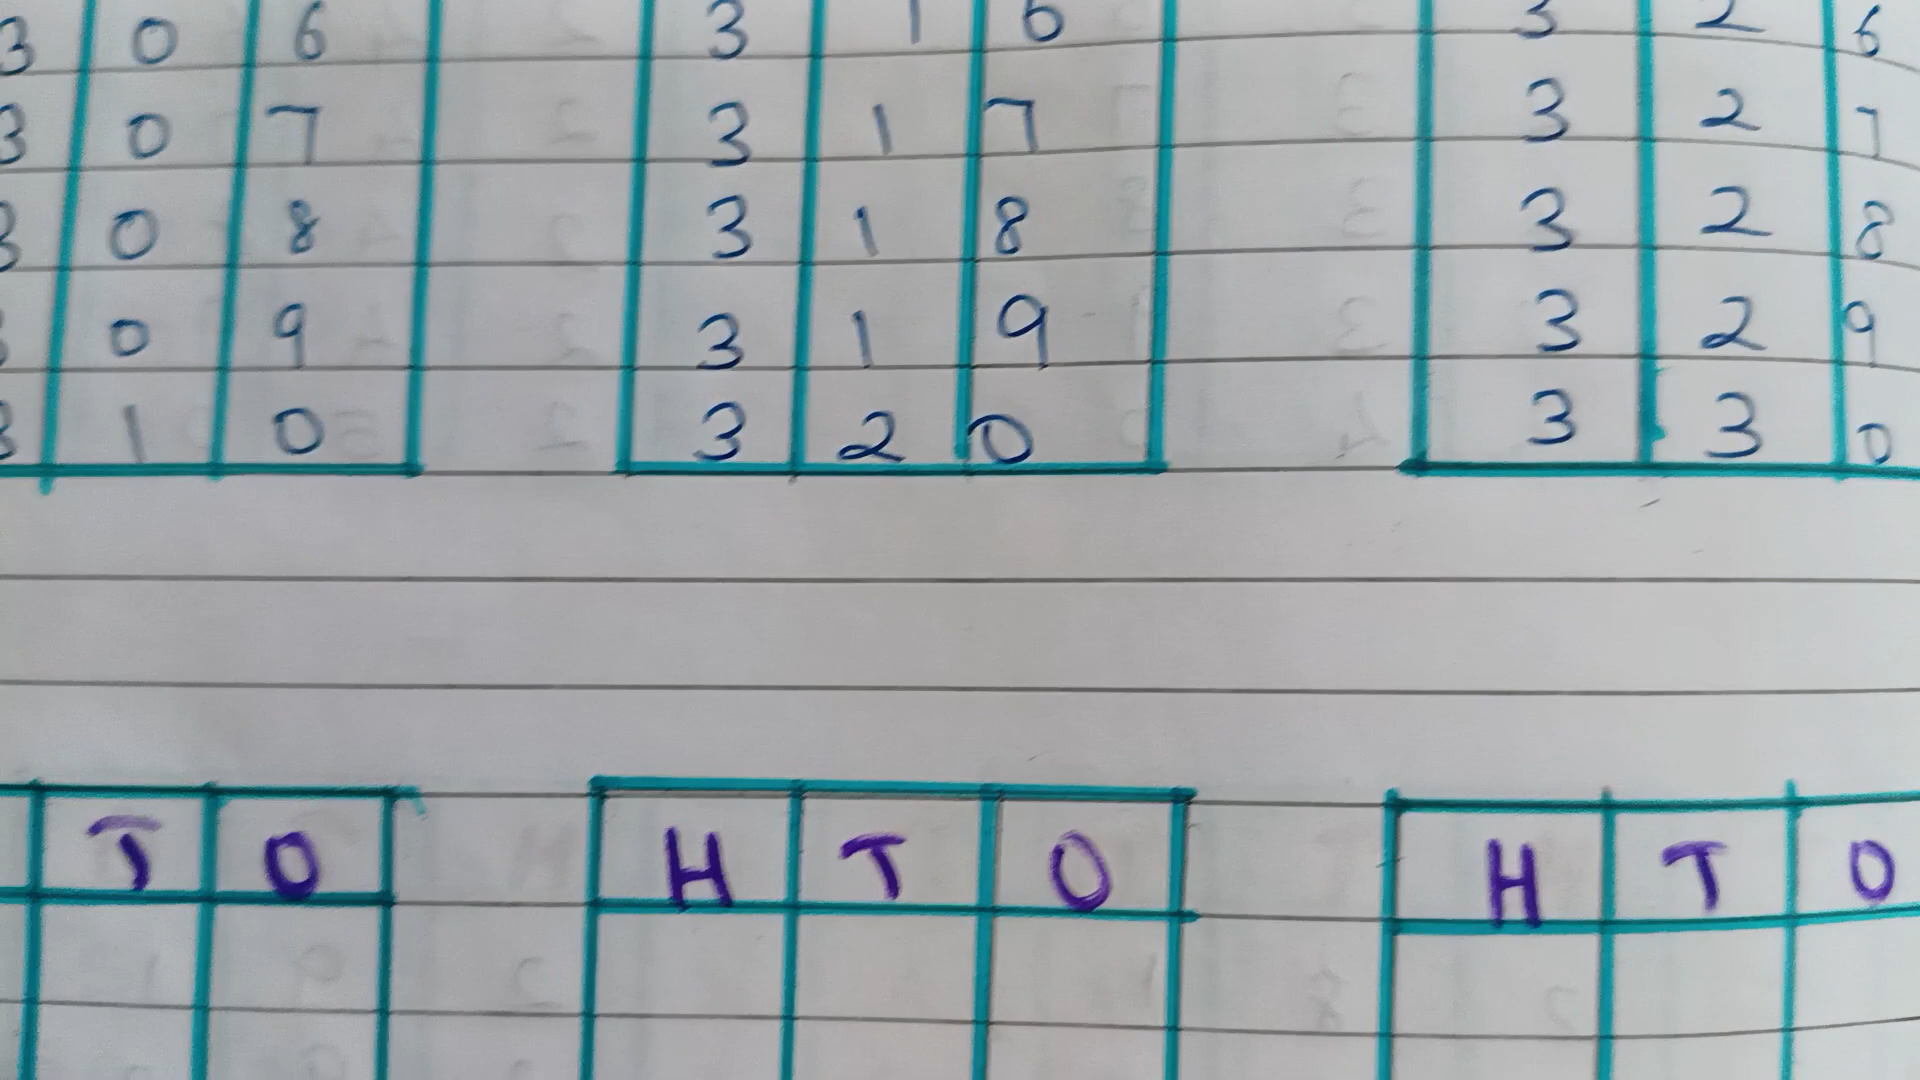 3 0 6 3 1 6 3 2 6
3 0 7 3 1 7 3 2 7
3 0 8 3 1 8 3 2 8
3 0 9 3 1 9 3 2 9
3 1 0 3 2 0 3 3 0
T O H T O H T O